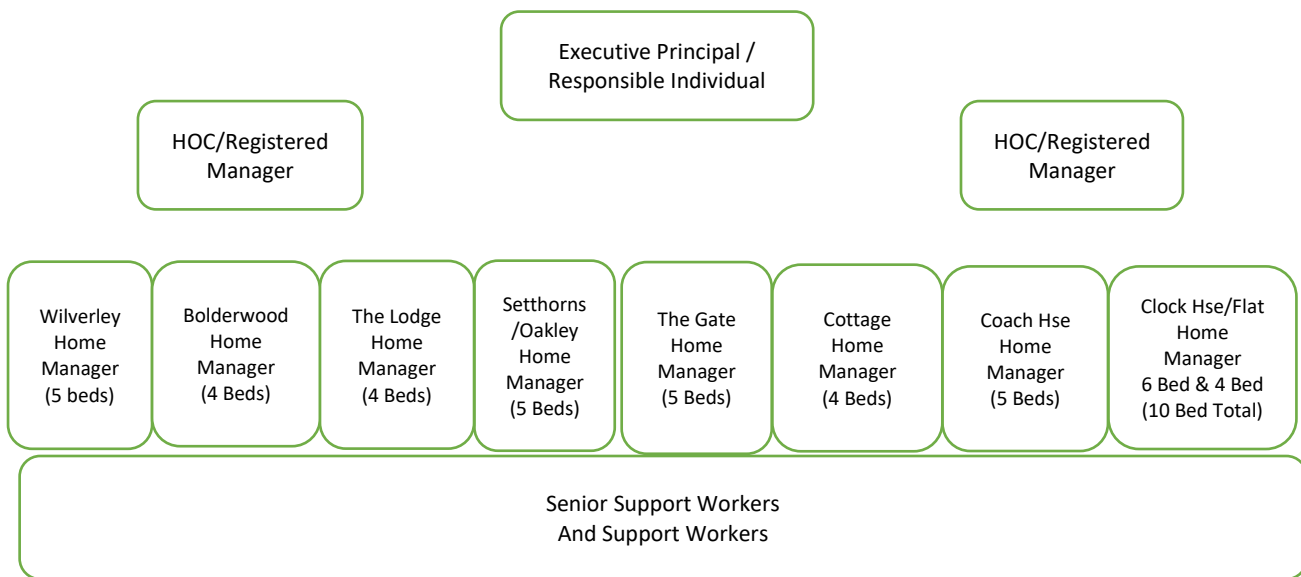 Executive Principal /
Responsible Individual
HOC/Registered
Manager
HOC/Registered
Manager
Wilverley
Home
Manager
(5 beds)
Bolderwood
Home
Manager
(4 Beds)
The Lodge
Home
Manager
(4 Beds)
Setthorns
/Oakley
Home
Manager
(5 Beds)
The Gate
Home
Manager
(5 Beds)
Cottage
Home
Manager
(4 Beds)
Coach Hse
Home
Manager
(5 Beds)
Clock Hse/Flat
Home
Manager
6 Bed & 4 Bed
(10 Bed Total)
Senior Support Workers
And Support Workers